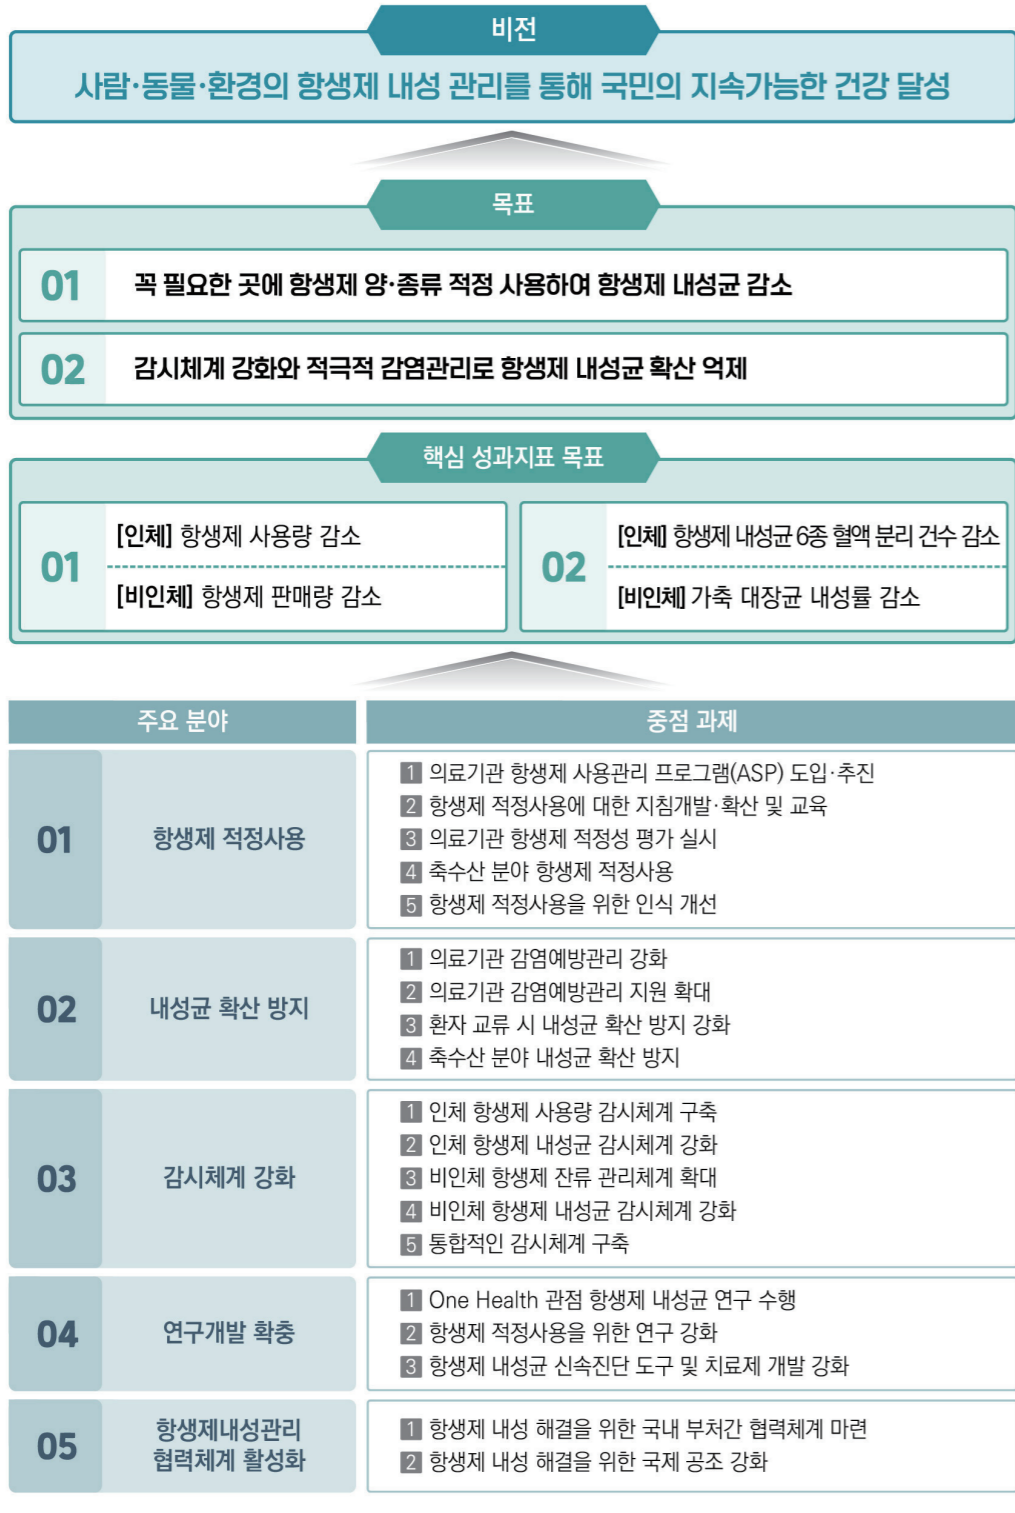 비전
사람·동물·환경의 항생제 내성 관리를 통해 국민의 지속가능한 건강 달성
목표
01 꼭 필요한 곳에 항생제 양·종류 적정 사용하여 항생제 내성균 감소
02 감시체계 강화와 적극적 감염관리로 항생제 내성균 확산 억제
핵심 성과지표 목표
01
[인체] 항생제 사용량 감소
[비인체] 항생제 판매량 감소
02
[인체] 항생제 내성균 6종 혈액 분리 건수 감소
[비인체] 가축 대장균 내성률 감소
주요 분야
중점 과제
01 항생제 적정사용
1 의료기관 항생제 사용관리 프로그램(ASP) 도입·추진
2 항생제 적정사용에 대한 지침개발·확산 및 교육
3 의료기관 항생제 적정성 평가 실시
4 축수산 분야 항생제 적정사용
5 항생제 적정사용을 위한 인식 개선
02 내성균 확산 방지
1 의료기관 감염예방관리 강화
2 의료기관 감염예방관리 지원 확대
3 환자 교류 시 내성균 확산 방지 강화
4 축수산 분야 내성균 확산 방지
03 감시체계 강화
1 인체 항생제 사용량 감시체계 구축
2 인체 항생제 내성균 감시체계 강화
3 비인체 항생제 잔류 관리체계 확대
4 비인체 항생제 내성균 감시체계 강화
5 통합적인 감시체계 구축
04 연구개발 확충
1 One Health 관점 항생제 내성균 연구 수행
2 항생제 적정사용을 위한 연구 강화
3 항생제 내성균 신속진단 도구 및 치료제 개발 강화
05
항생제내성관리
협력체계 활성화
1 항생제 내성 해결을 위한 국내 부처간 협력체계 마련
2 항생제 내성 해결을 위한 국제 공조 강화